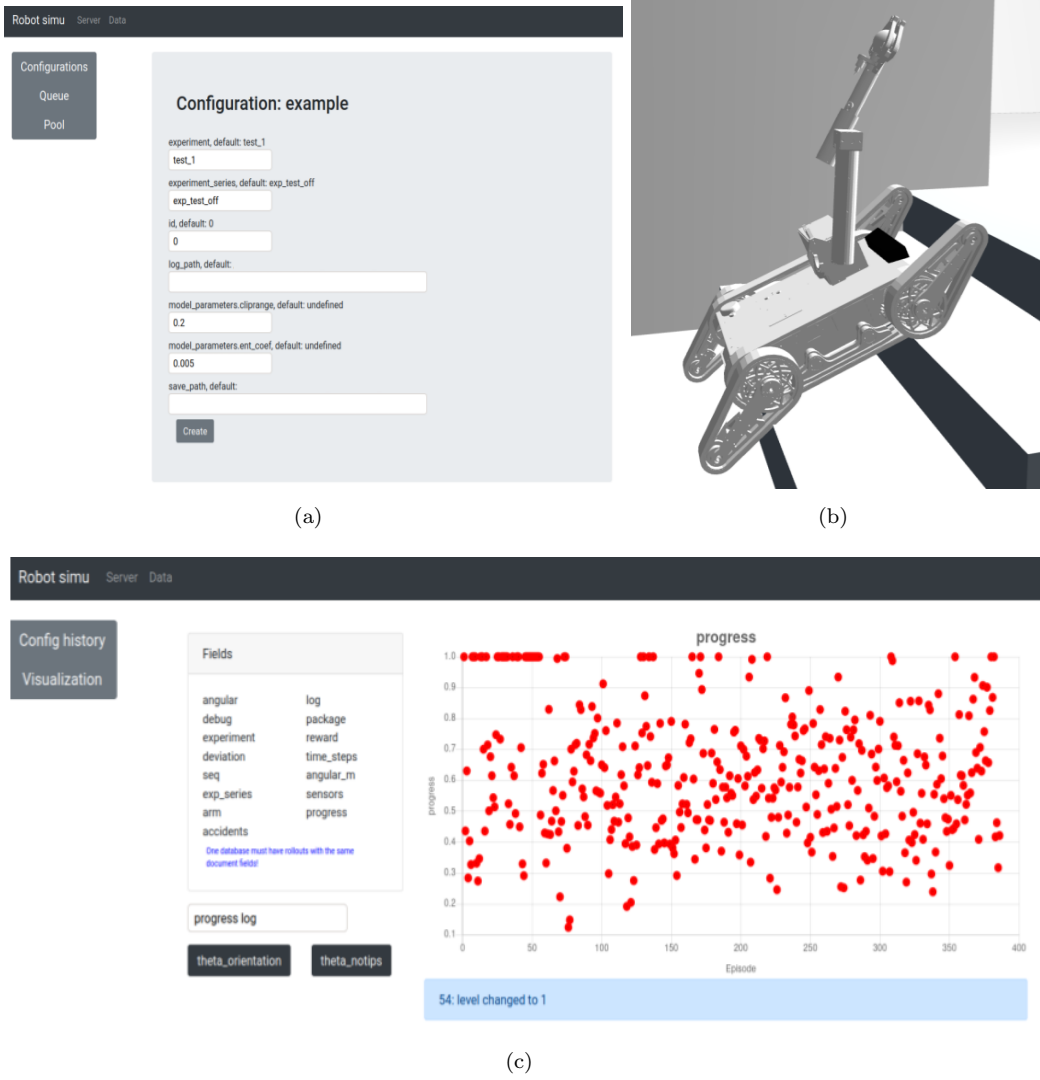 Robot simu Server Data
Configurations
Queue
Pool
Configuration: example
experiment, default: test_1
test_1
experiment_series, default: exp_test_off
exp_test_off
id, default: 0
0
log_path, default:
model_parameters.cliprange, default: undefined
0.2
model_parameters.ent_coef, default: undefined
0.005
save_path, default:
Create
(a)
(b)
Robot simu Server Data
Config history
Visualization
Fields
angular log
debug package
experiment reward
deviation time_steps
seq angular_m
exp_series sensors
arm progress
accidents
One database must have rollouts with the same
document fields!
progress log
theta_orientation theta_notips
progress
1.0
0.9
0.8
0.7
0.6
0.5
0.4
0.3
0.2
0.1
progress
0 50 100 150 200 250 300 350 400
Episode
54: level changed to 1
(c)